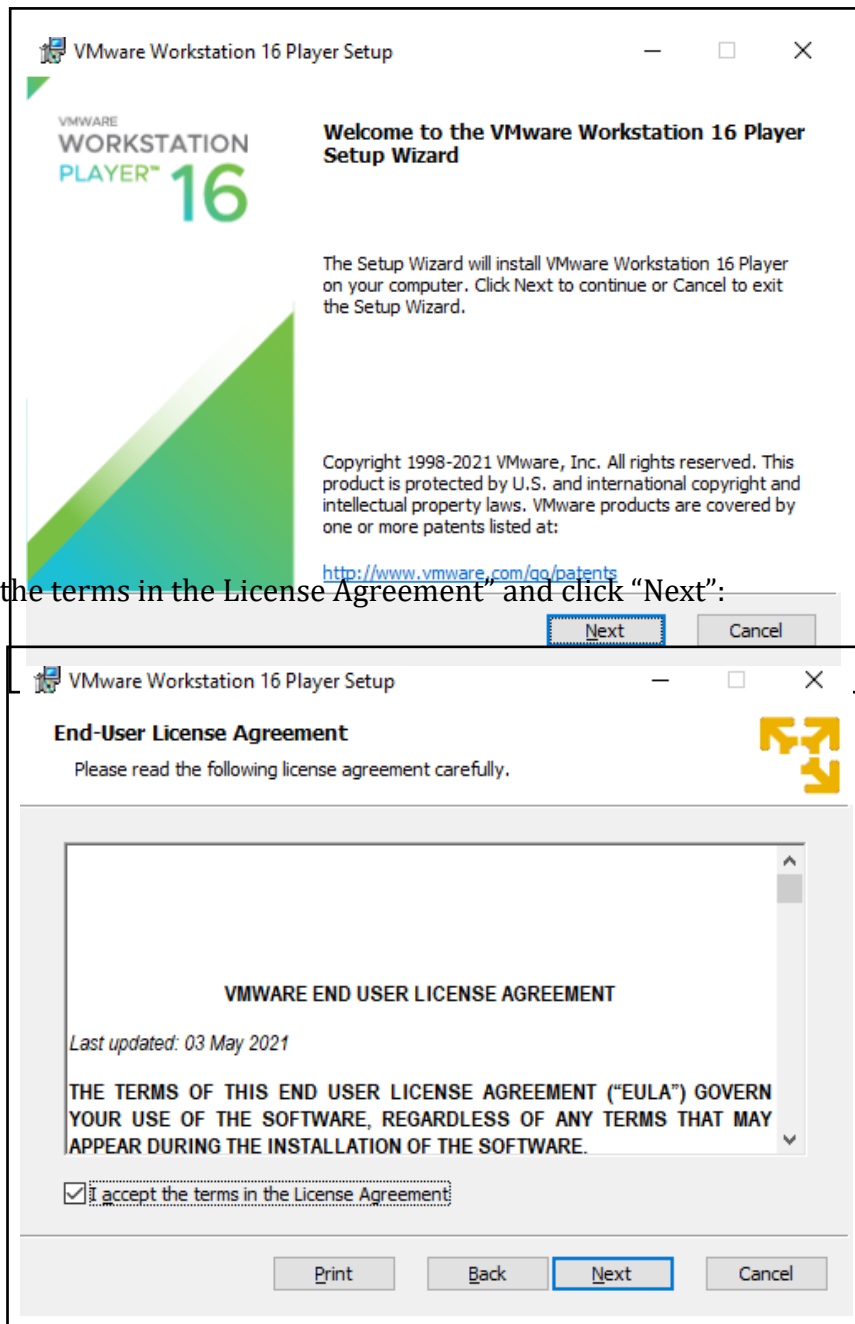 VMware Workstation 16 Player Setup
VMWARE
WORKSTATION
PLAYER™ 16
Welcome to the VMware Workstation 16 Player
Setup Wizard
The Setup Wizard will install VMware Workstation 16 Player
on your computer. Click Next to continue or Cancel to exit
the Setup Wizard.
Copyright 1998-2021 VMware, Inc. All rights reserved. This
product is protected by U.S. and international copyright and
intellectual property laws. VMware products are covered by
one or more patents listed at:
http://www.vmware.com/go/patents
the terms in the License Agreement” and click “Next”:
Next Cancel
VMware Workstation 16 Player Setup
End-User License Agreement
Please read the following license agreement carefully.
VMWARE END USER LICENSE AGREEMENT
Last updated: 03 May 2021
THE TERMS OF THIS END USER LICENSE AGREEMENT (“EULA”) GOVERN
YOUR USE OF THE SOFTWARE, REGARDLESS OF ANY TERMS THAT MAY
APPEAR DURING THE INSTALLATION OF THE SOFTWARE.
I accept the terms in the License Agreement
Print Back Next Cancel